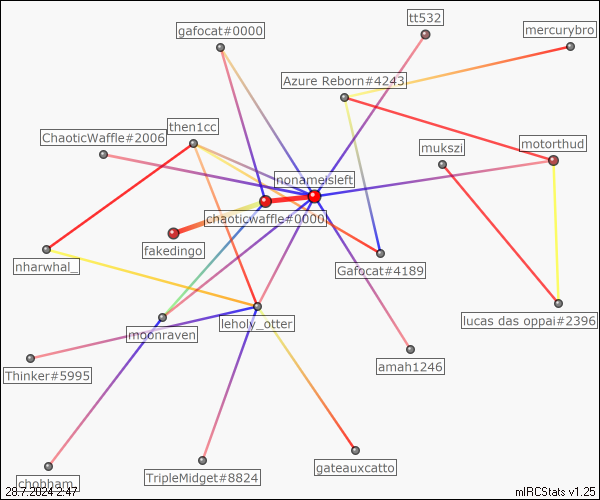 tt532
gafocat#0000
mercurybro
Azure Reborn#4243
then1cc
ChaoticWaffle#2006
motorthud
mukszi
nonameisleft
chaoticwaffle#0000
fakedingo
nharwhal_
Gafocat#4189
lucas das oppai#2396
leholy_otter
moonraven
amah1246
Thinker#5995
gateauxcatto
TripleMidget#8824
chobham_
28.7.2024 2:47
mIRCStats v1.25